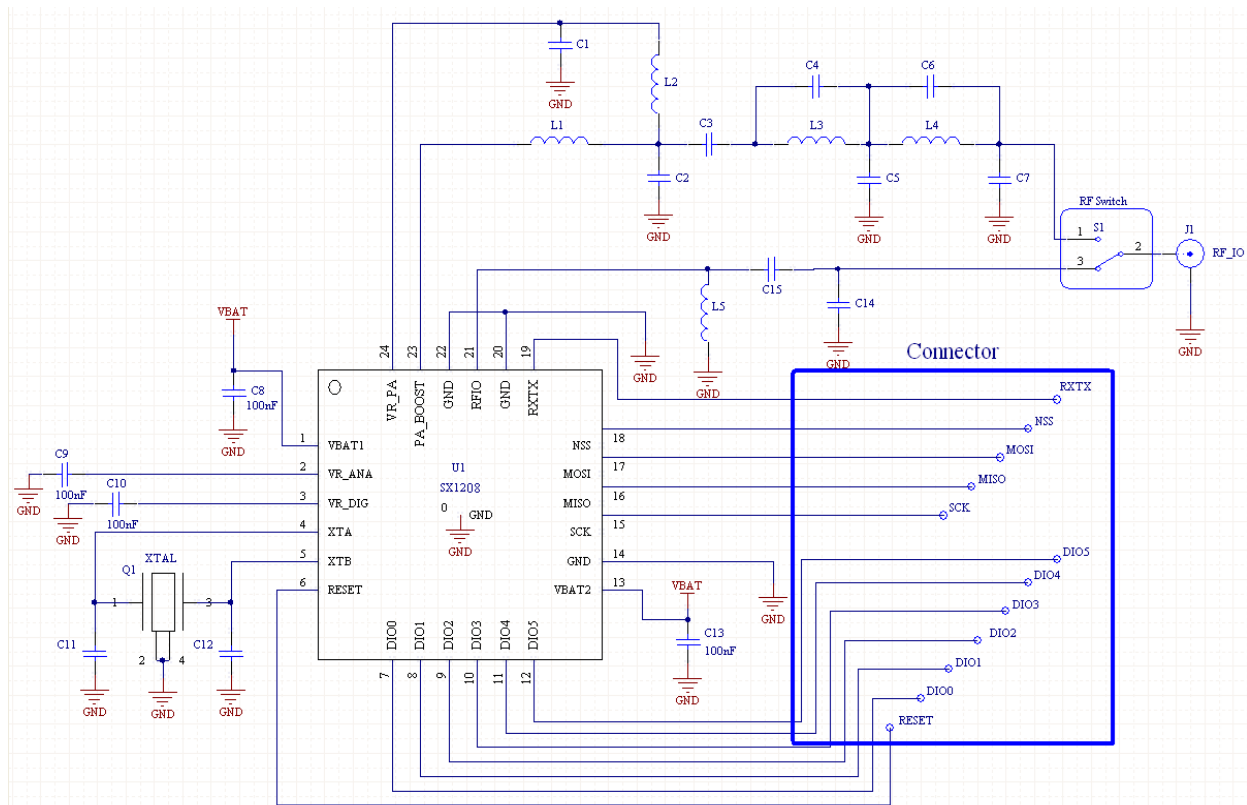 C1
GND
L2
C4
C6
L1
C3
L3
L4
C2
C5
C7
GND
GND
GND
RF Switch
S1
1
3
2
J1
RF_IO
GND
C15
L5
C14
GND
GND
GND
VBAT
C8
100nF
GND
24
23
22
21
20
19
VR_PA
PA_BOOST
GND
RFIO
GND
RXTX
Connector
RXTX
NSS
MOSI
MISO
SCK
DIO5
DIO4
DIO3
DIO2
DIO1
DIO0
RESET
1
VBAT1
2
VR_ANA
3
VR_DIG
4
XTA
5
XTB
6
RESET
U1
SX1208
0
GND
GND
NSS
18
MOSI
17
MISO
16
SCK
15
GND
14
VBAT2
13
C9
100nF
GND
C10
100nF
GND
XTAL
Q1
1
3
2
4
C11
C12
GND
GND
GND
VBAT
C13
100nF
GND
GND
DIO0
DIO1
DIO2
DIO3
DIO4
DIO5
7
8
9
10
11
12